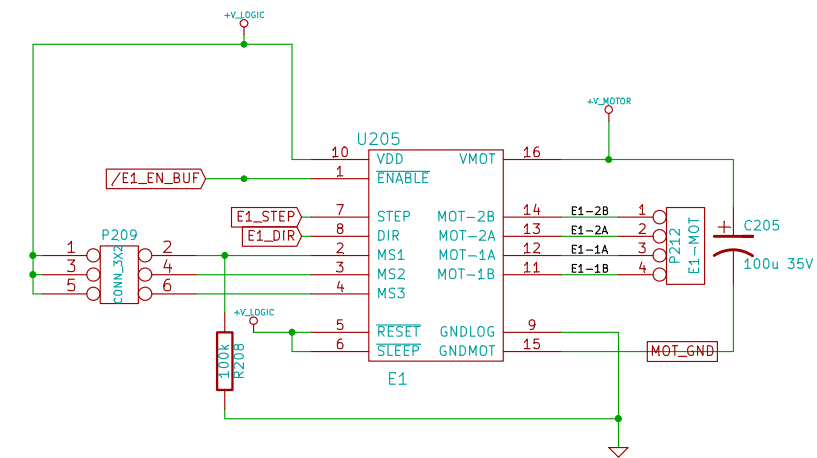 +V_LOGIC
+V_MOTOR
U205
10 VDD VMOT 16
/E1_EN_BUF 1 ENABLE
E1_STEP 7 STEP MOT-2B 14 E1-2B 1
E1_DIR 8 DIR MOT-2A 13 E1-2A 2
P209
1 2 2 MS1 MOT-1A 12 E1-1A 3
3 4 3 MS2 MOT-1B 11 E1-1B 4
5 6 4 MS3
CONN_3X2
P212
E1-MOT
C205
100u 35V
+V_LOGIC
5 RESET GNDLOG 9
6 SLEEP GNDMOT 15 MOT_GND
100k
R208
E1